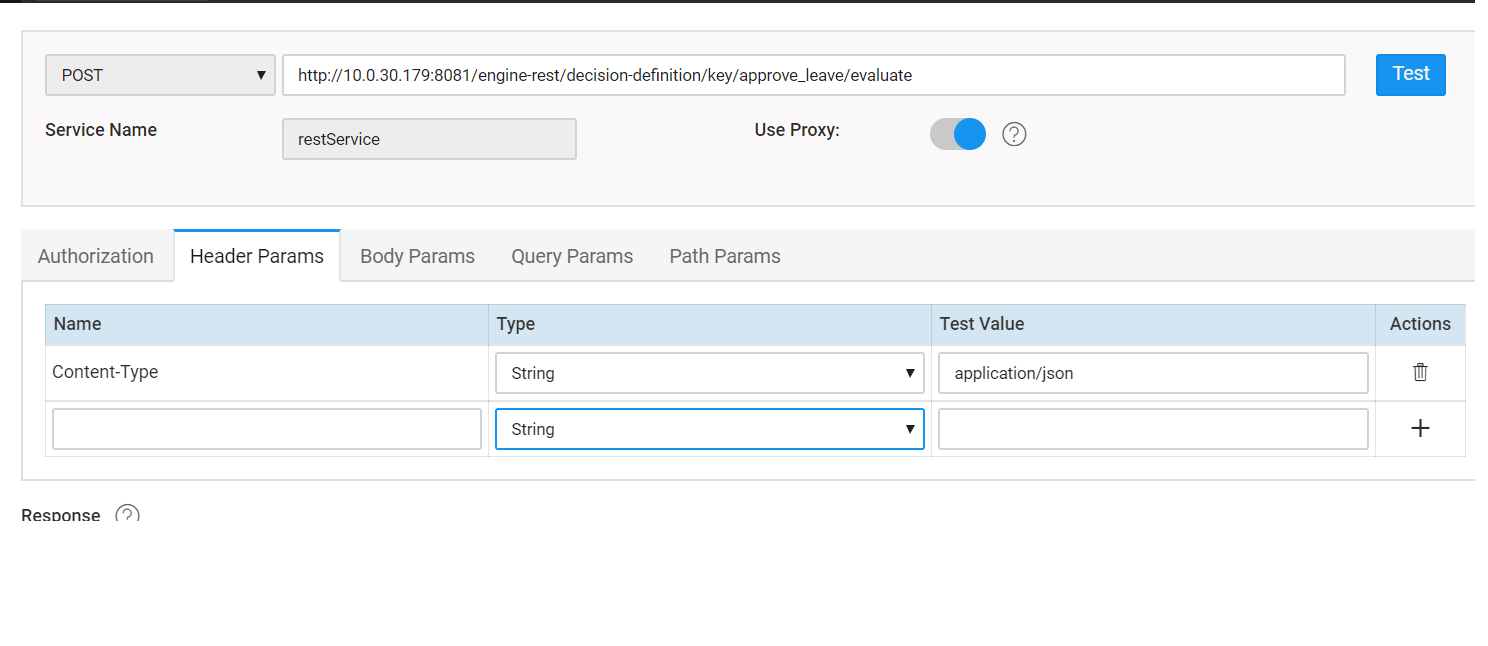 POST
http://10.0.30.179:8081/engine-rest/decision-definition/key/approve_leave/evaluate
Test
Service Name
restService
Use Proxy:
?
Authorization
Header Params
Body Params
Query Params
Path Params
Name
Type
Test Value
Actions
Content-Type
String
application/json
String
Response
?